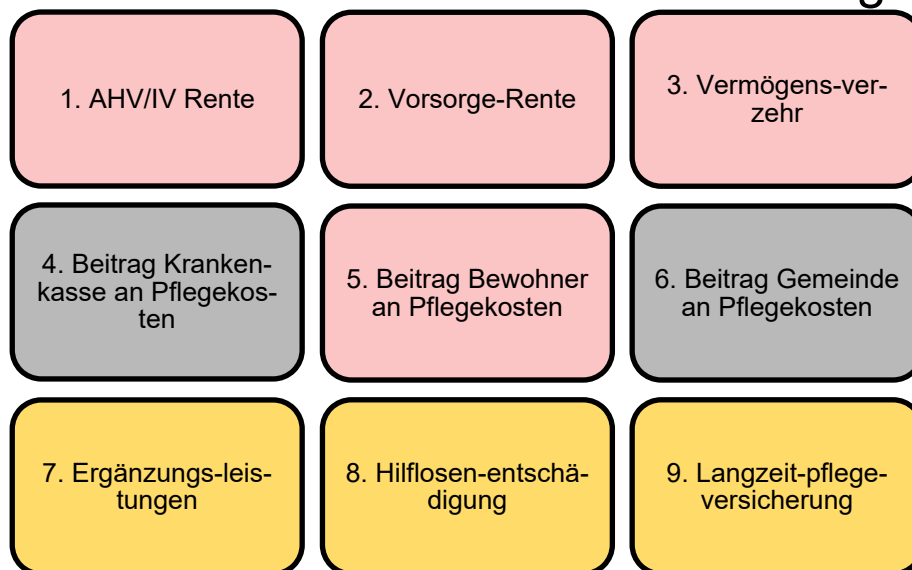 1. AHV/IV Rente
2. Vorsorge-Rente
3. Vermögens-ver-
zehr
4. Beitrag Kranken-
kasse an Pflegekos-
ten
5. Beitrag Bewohner
an Pflegekosten
6. Beitrag Gemeinde
an Pflegekosten
7. Ergänzungs-leis-
tungen
8. Hilflosen-entschä-
digung
9. Langzeit-pflege-
versicherung